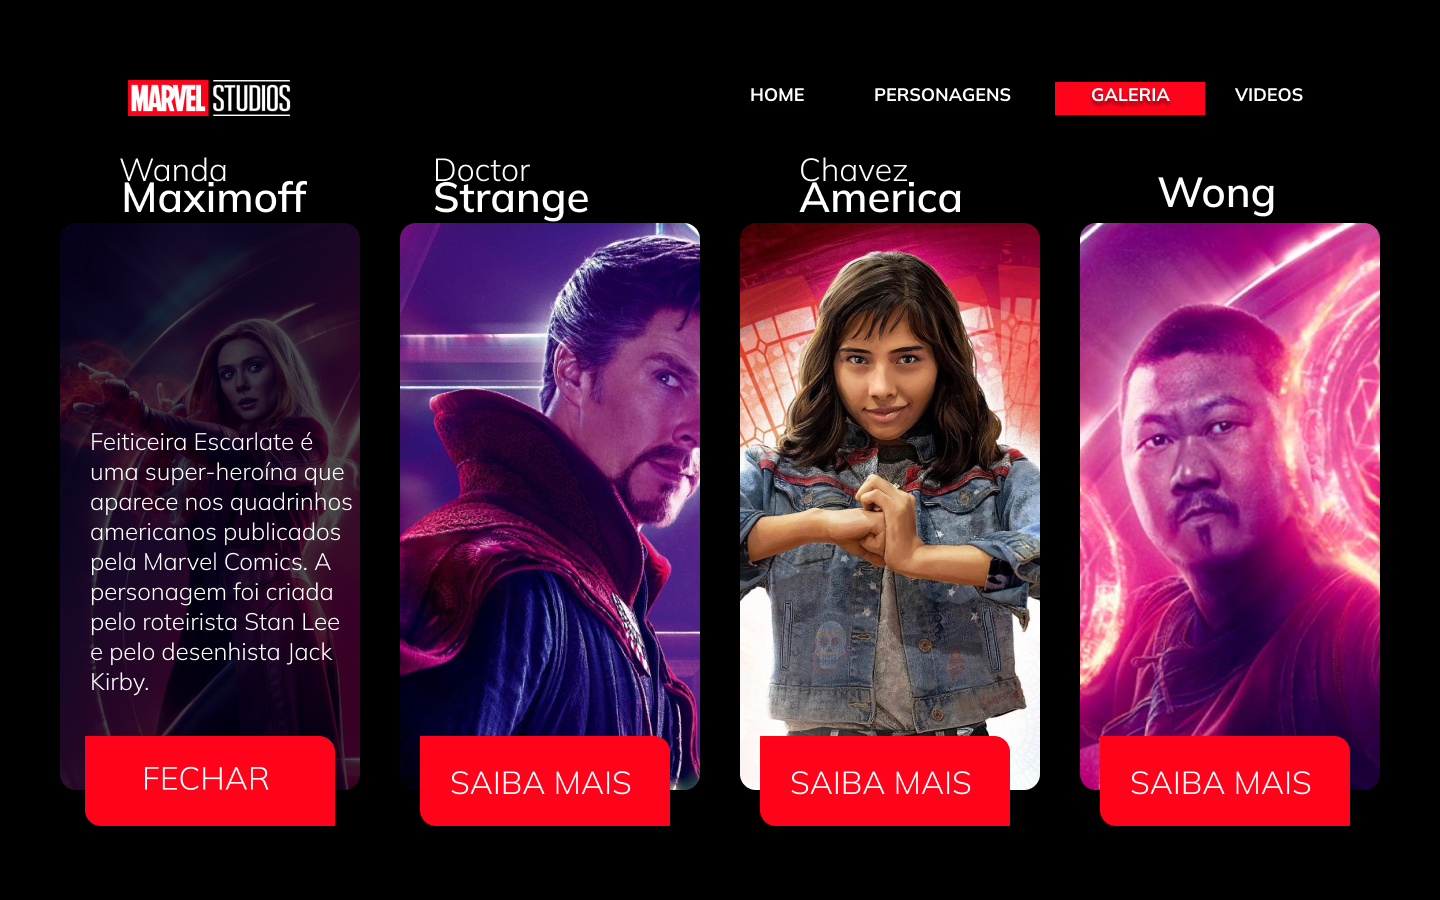 MARVEL STUDIOS
HOME PERSONAGENS GALERIA VIDEOS
Wanda
Maximoff
Doctor
Strange
Chavez
America
Wong
Feiticeira Escarlate é
uma super-heroína que
aparece nos quadrinhos
americanos publicados
pela Marvel Comics. A
personagem foi criada
pelo roteirista Stan Lee
e pelo desenhista Jack
Kirby.
FECHAR
SAIBA MAIS
SAIBA MAIS
SAIBA MAIS